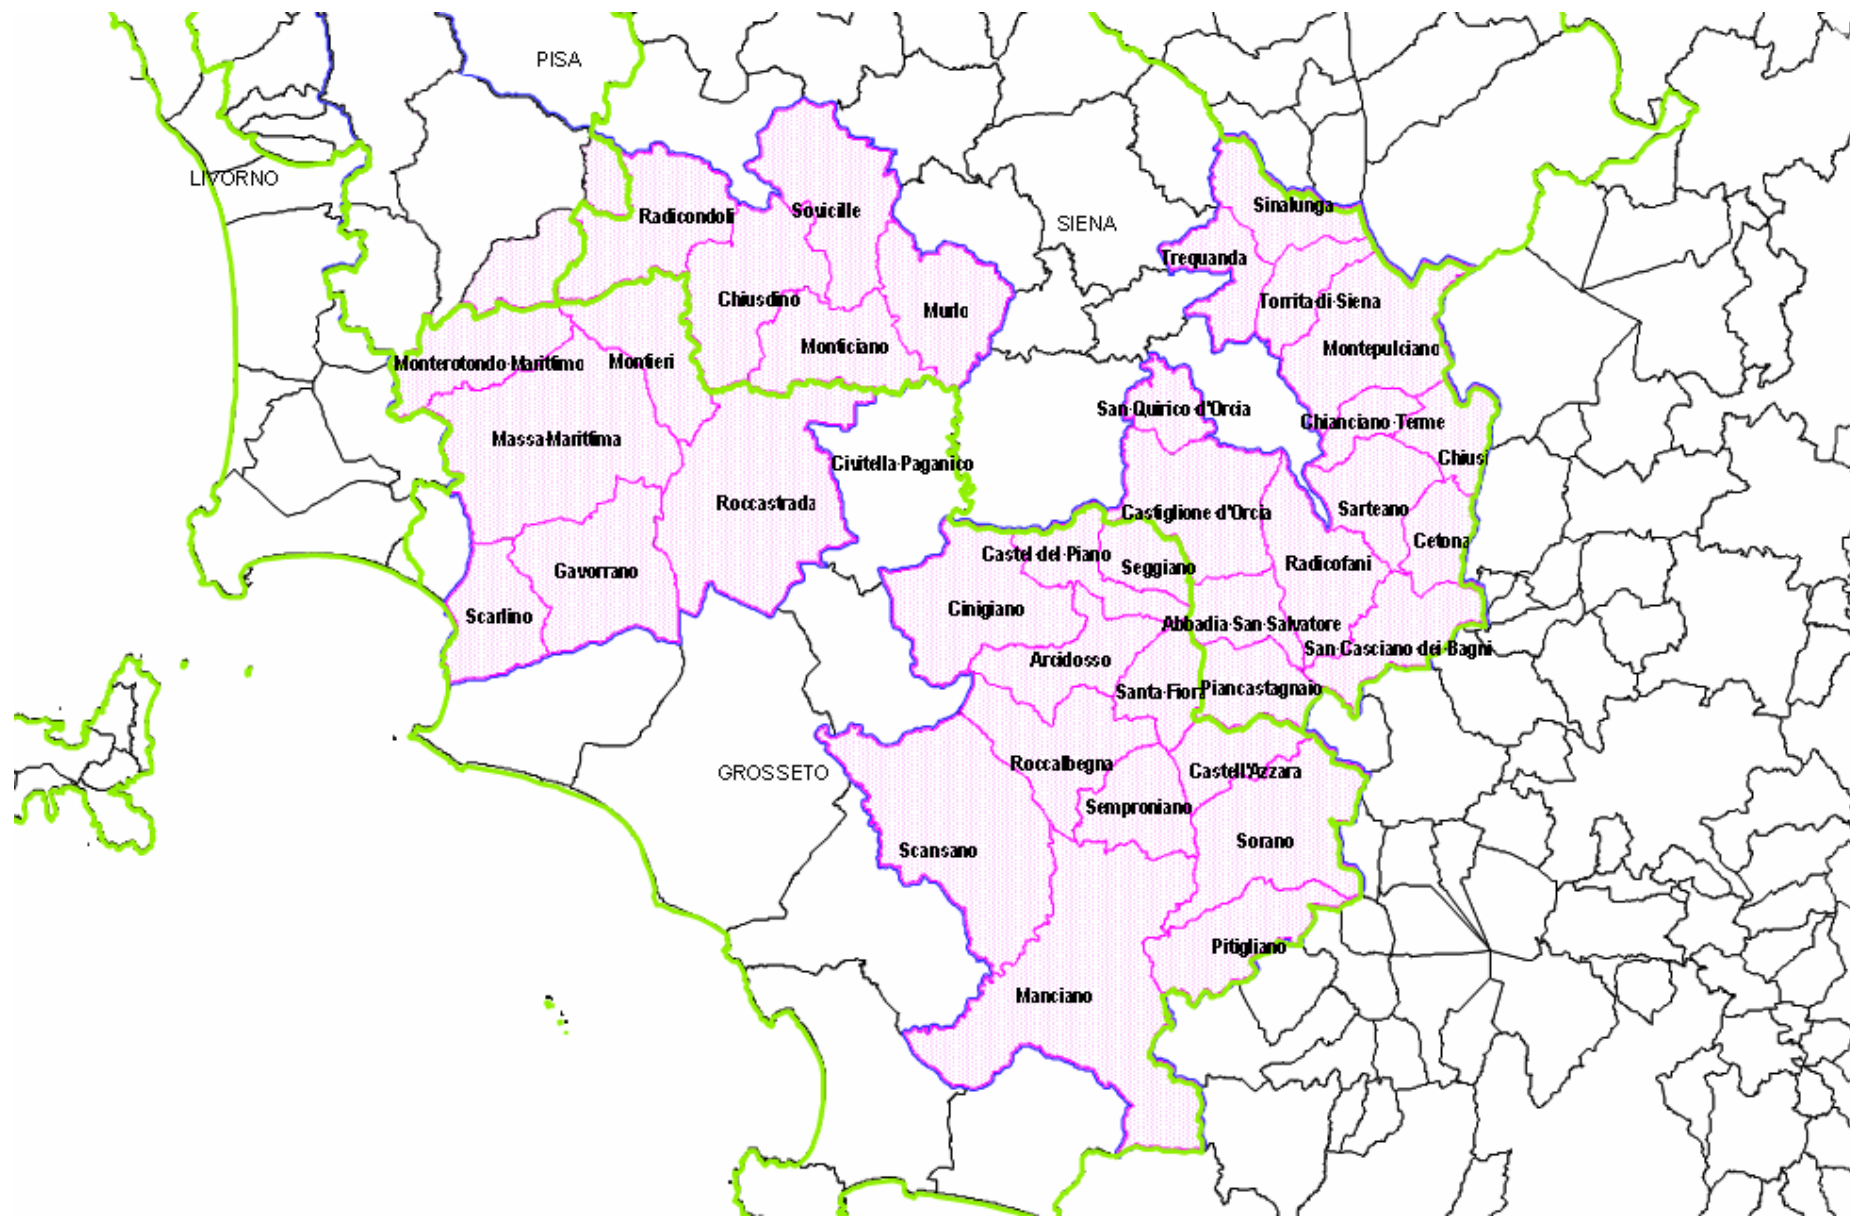 PISA
LIVORNO
Radicondoli
Sovicille
SIENA
Sinalunga
Trequanda
Chiusdino
Murlo
Torrita di Siena
Monticiano
Montepulciano
Monterotondo Marittimo
Montieri
San Quirico d'Orcia
Chianciano Terme
Massa Marittima
Civitella Paganico
Chiusi
Roccastrada
Castiglione d'Orcia
Sarteano
Cetona
Castel del Piano
Seggiano
Radicofani
Gavorrano
Scarlino
Cinigiano
Abbadia San Salvatore
San Casciano dei Bagni
Arcidosso
Santa Fiora
Piancastagnaio
GROSSETO
Roccalbegna
Castell'Azzara
Semproniano
Scansano
Sorano
Pitigliano
Manciano